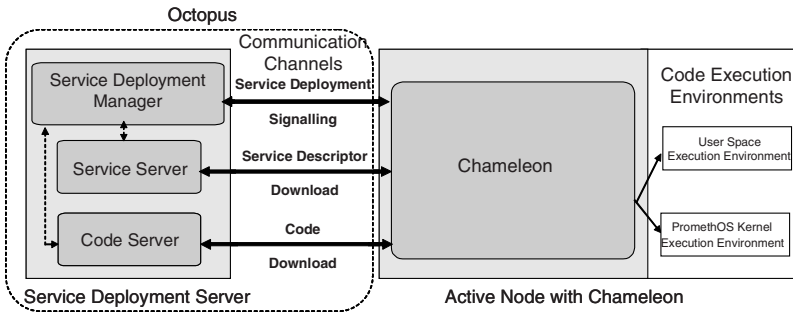 Octopus
Communication
Channels
Service Deployment
Manager
Service Server
Code Server
Service Deployment
Signalling
Service Descriptor
Download
Code
Download
Chameleon
Code Execution
Environments
User Space
Execution Environment
PromethOS Kernel
Execution Environment
Service Deployment Server
Active Node with Chameleon